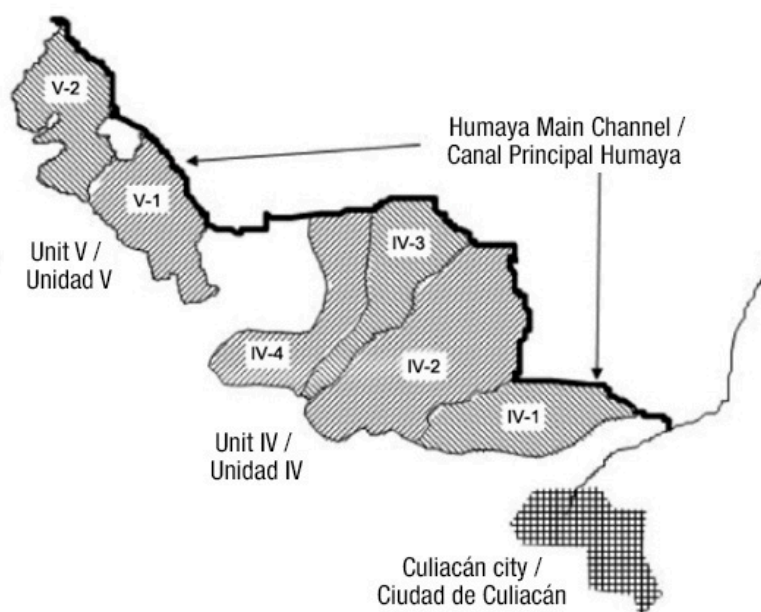 V-2
Humaya Main Channel /
Canal Principal Humaya
V-1
Unit V /
Unidad V
IV-3
IV-4
IV-2
IV-1
Unit IV /
Unidad IV
Culiacán city /
Ciudad de Culiacán